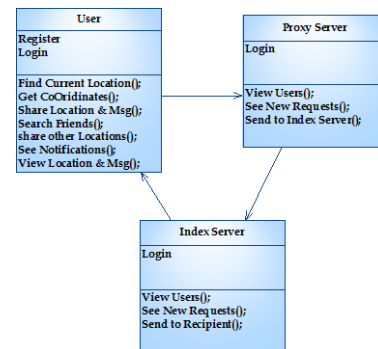 User
Register
Login
Find Current Location();
Get CoOridinates();
Share Location & Msg();
Search Friends();
share other Locations();
See Notifications();
View Location & Msg();
Proxy Server
Login
View Users();
See New Requests();
Send to Index Server();
Index Server
Login
View Users();
See New Requests();
Send to Recipient();